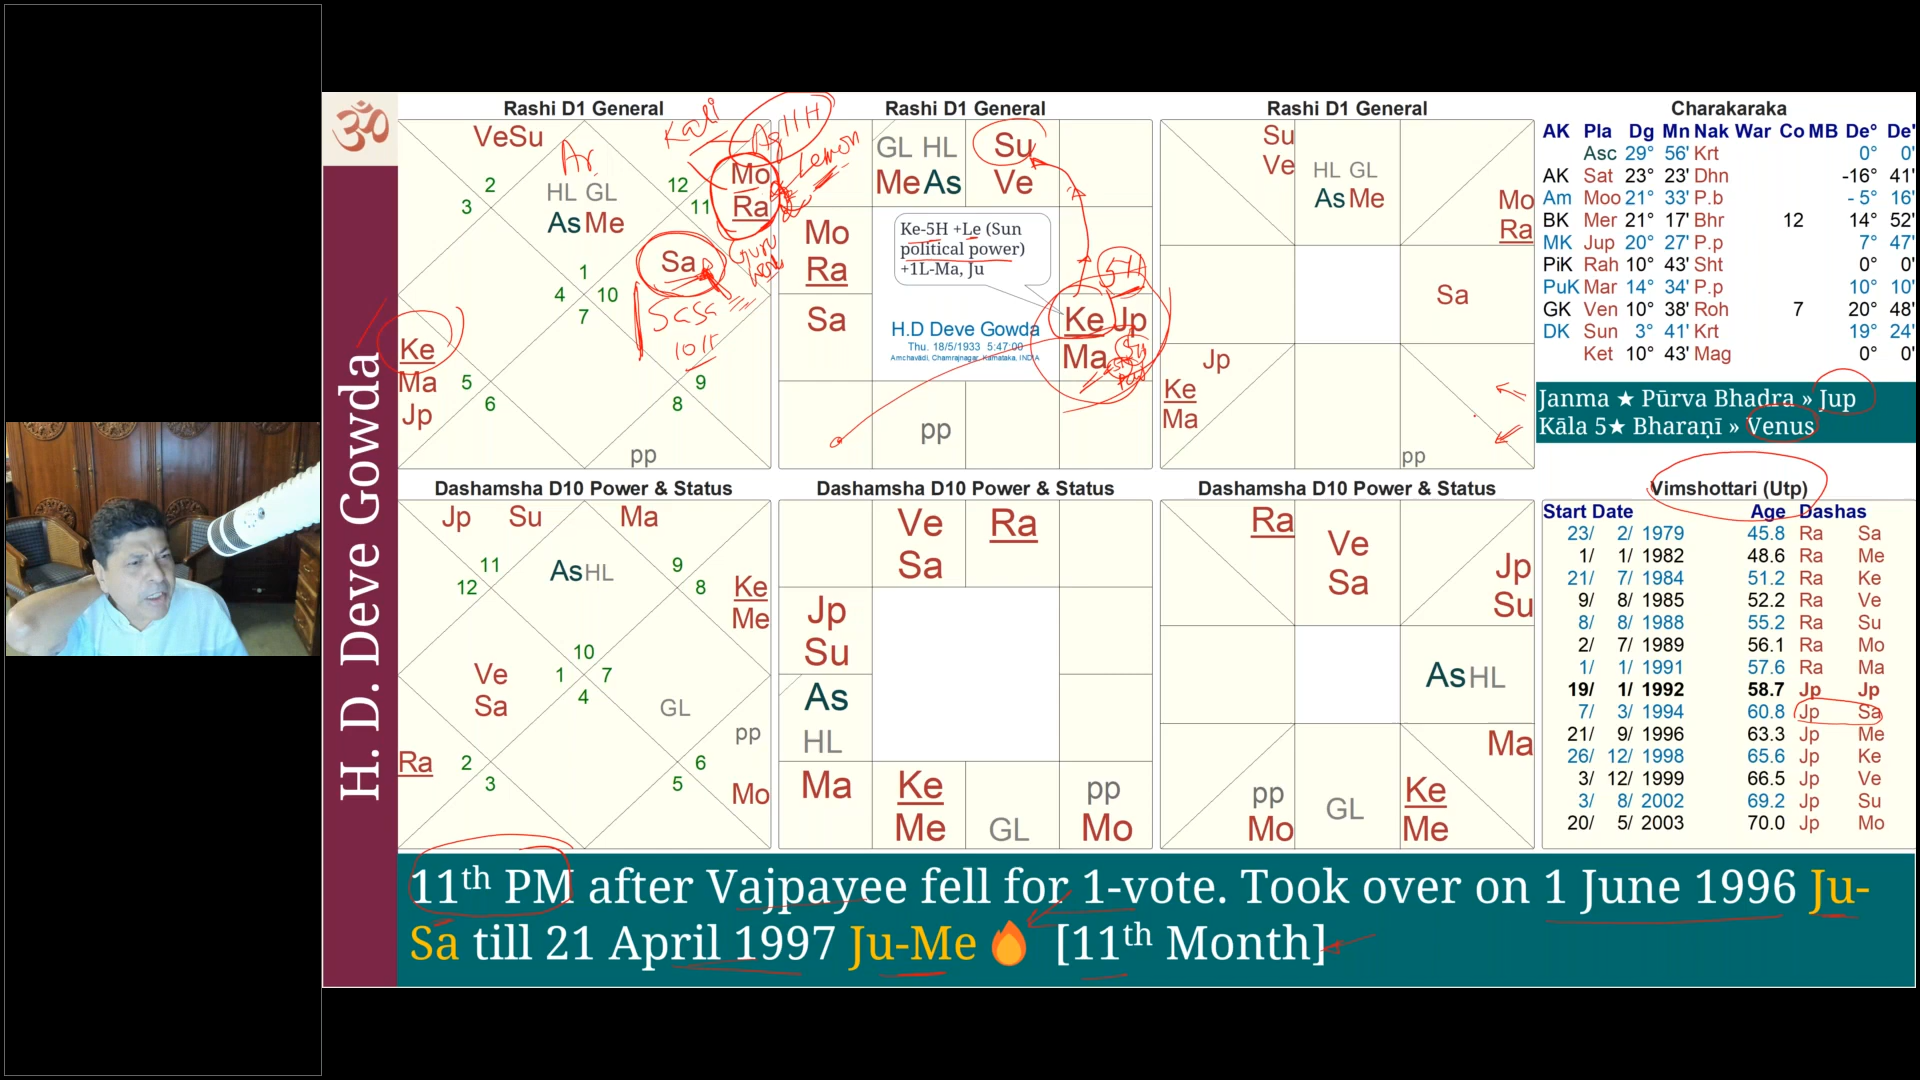 ॐ
H. D. Deve Gowda
Rashi D1 General
VeSu
Ar
HL GL
AsMe
2
3
12
11
Mo
Ra
Sa
1
4
10
7
Ke
Ma
Jp
5
6
9
8
pp
Kali
As 11H
Lemon
Guru
Sasa
10H
Rashi D1 General
GL HL
MeAs
Su
Ve
Mo
Ra
Sa
Ke-5H +Le (Sun
political power)
+1L-Ma, Ju
H.D Deve Gowda
Thu. 18/5/1933 5:47:00
Amchavādi, Chamrajnagar, Karnataka, INDIA
5H
Ke Jp
Ma
Su
pp
Rashi D1 General
Su
Ve
HL GL
AsMe
Mo
Ra
Sa
Jp
Ke
Ma
pp
Charakaraka
AK Pla Dg Mn Nak War Co MB De° De'
Asc 29° 56' Krt 0° 0'
AK Sat 23° 23' Dhn -16° 41'
Am Moo 21° 33' P.b - 5° 16'
BK Mer 21° 17' Bhr 12 14° 52'
MK Jup 20° 27' P.p 7° 47'
PiK Rah 10° 43' Sht 0° 0'
PuK Mar 14° 34' P.p 10° 10'
GK Ven 10° 38' Roh 7 20° 48'
DK Sun 3° 41' Krt 19° 24'
Ket 10° 43' Mag 0° 0'
Janma ★ Pūrva Bhadra » Jup
Kāla 5★ Bharaṇī » Venus
Dashamsha D10 Power & Status
Jp Su Ma
11
12
AsHL
9
8
Ke
Me
10
1
7
4
Ve
Sa
GL
pp
Ra
2
3
6
5
Mo
Dashamsha D10 Power & Status
Ve
Sa
Ra
Jp
Su
As
HL
Ma
Ke
Me
GL
pp
Mo
Dashamsha D10 Power & Status
Ra
Ve
Sa
Jp
Su
AsHL
Ma
pp
Mo
GL
Ke
Me
Vimshottari (Utp)
Start Date Age Dashas
23/ 2/ 1979 45.8 Ra Sa
1/ 1/ 1982 48.6 Ra Me
21/ 7/ 1984 51.2 Ra Ke
9/ 8/ 1985 52.2 Ra Ve
8/ 8/ 1988 55.2 Ra Su
2/ 7/ 1989 56.1 Ra Mo
1/ 1/ 1991 57.6 Ra Ma
19/ 1/ 1992 58.7 Jp Jp
7/ 3/ 1994 60.8 Jp Sa
21/ 9/ 1996 63.3 Jp Me
26/ 12/ 1998 65.6 Jp Ke
3/ 12/ 1999 66.5 Jp Ve
3/ 8/ 2002 69.2 Jp Su
20/ 5/ 2003 70.0 Jp Mo
11th PM after Vajpayee fell for 1-vote. Took over on 1 June 1996 Ju-
Sa till 21 April 1997 Ju-Me 🔥 [11th Month]